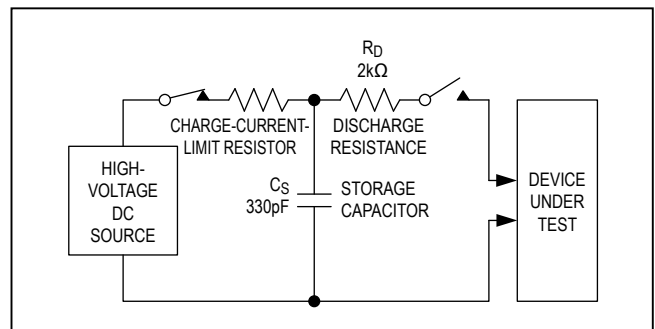 R_D
2kΩ
CHARGE-CURRENT-
LIMIT RESISTOR
DISCHARGE
RESISTANCE
HIGH-
VOLTAGE
DC
SOURCE
C_S
330pF
STORAGE
CAPACITOR
DEVICE
UNDER
TEST